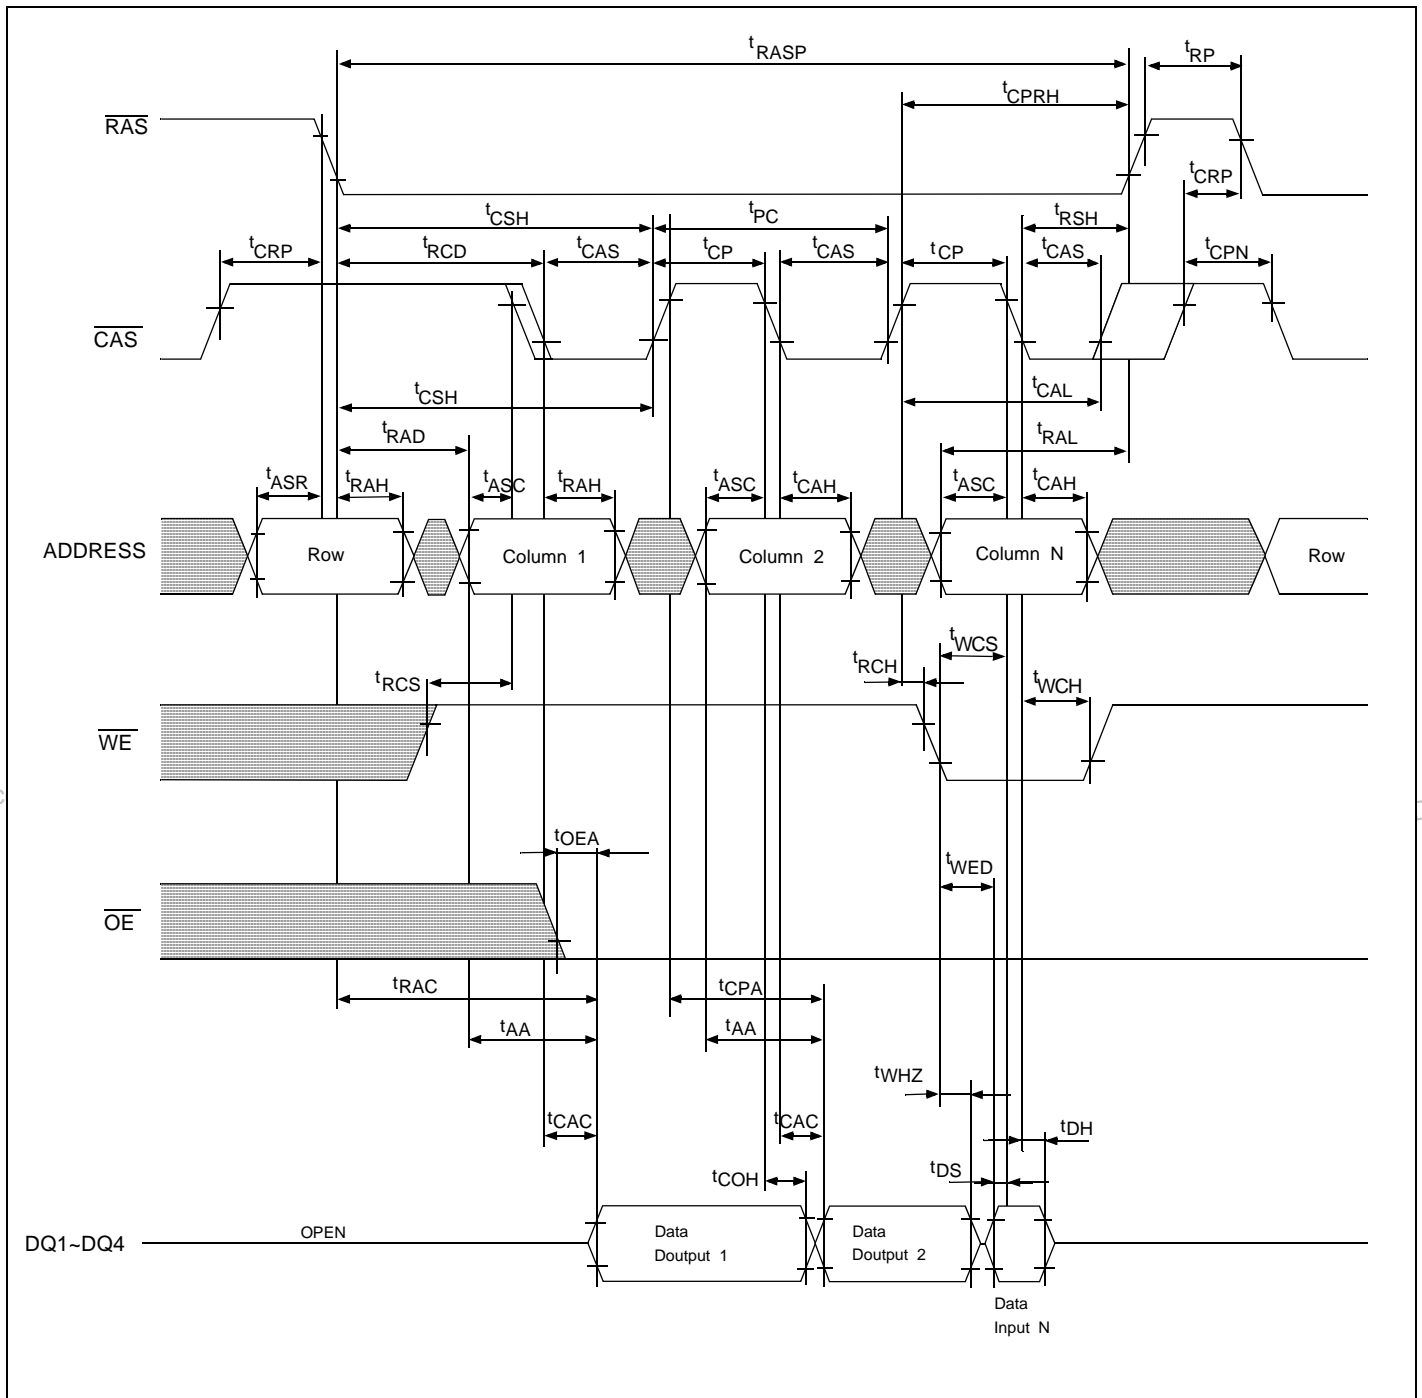 tRASP
tRP
tCPRH
RAS
tCRP
tCSH
tPC
tRSH
tCRP
tRCD
tCAS
tCP
tCAS
tCP
tCAS
tCPN
CAS
tCSH
tCAL
tRAD
tRAL
tASR
tRAH
tASC
tRAH
tASC
tCAH
tASC
tCAH
ADDRESS
Row
Column 1
Column 2
Column N
Row
tWCS
tRCH
tRCS
tWCH
WE
tOEA
tWED
OE
tRAC
tCPA
tAA
tAA
tWHZ
tCAC
tCAC
tDH
tCOH
tDS
DQ1~DQ4
OPEN
Data
Doutput 1
Data
Doutput 2
Data
Input N